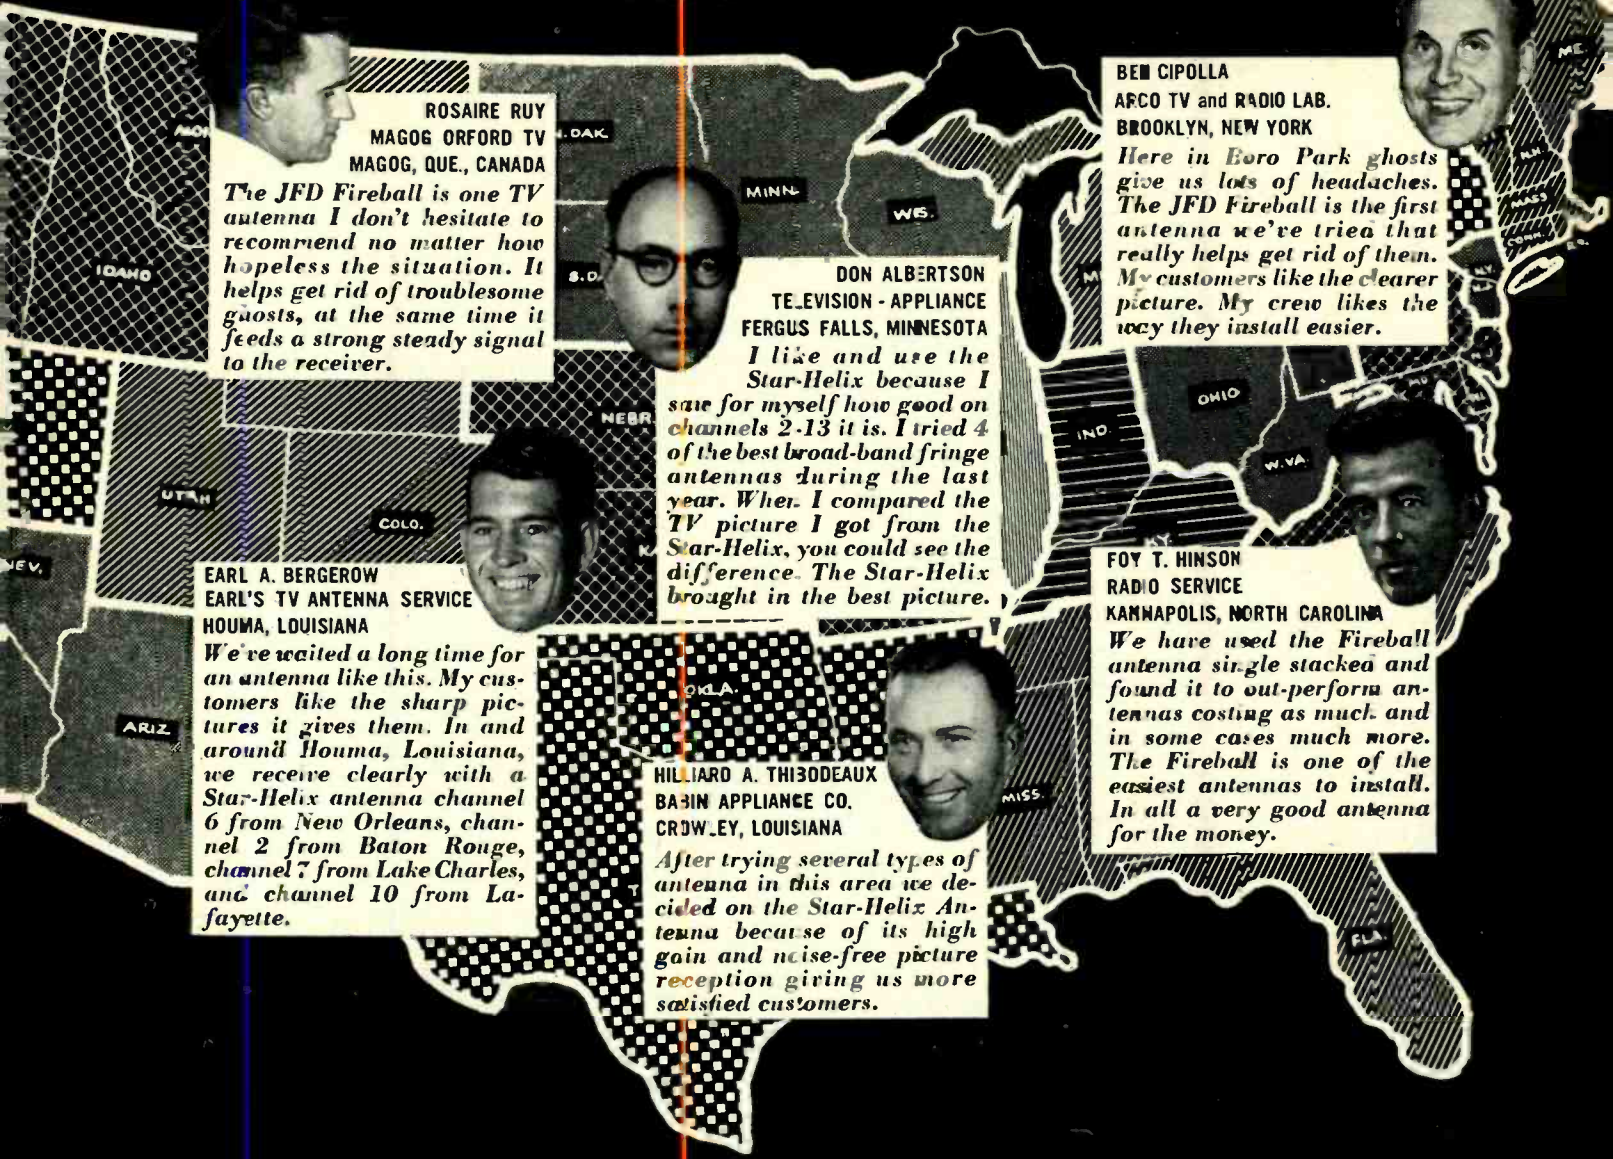 ROSAIRE RUY
MAGOG ORFORD TV
MAGOG, QUE., CANADA
The JFD Fireball is one TV
antenna I don't hesitate to
recommend no matter how
hopeless the situation. It
helps get rid of troublesome
ghosts, at the same time it
feeds a strong steady signal
to the receiver.
DON ALBERTSON
TELEVISION - APPLIANCE
FERGUS FALLS, MINNESOTA
I like and use the
Star-Helix because I
saw for myself how good on
channels 2-13 it is. I tried 4
of the best broad-band fringe
antennas during the last
year. When I compared the
TV picture I got from the
Star-Helix, you could see the
difference. The Star-Helix
brought in the best picture.
BEN CIPOLLA
ARCO TV and RADIO LAB.
BROOKLYN, NEW YORK
Here in Boro Park ghosts
give us lots of headaches.
The JFD Fireball is the first
antenna we've tried that
really helps get rid of them.
My customers like the clearer
picture. My crew likes the
way they install easier.
EARL A. BERGEROW
EARL'S TV ANTENNA SERVICE
HOUMA, LOUISIANA
We've waited a long time for
an antenna like this. My cus-
tomers like the sharp pic-
tures it gives them. In and
around Houma, Louisiana,
we receive clearly with a
Star-Helix antenna channel
6 from New Orleans, chan-
nel 2 from Baton Rouge,
channel 7 from Lake Charles,
and channel 10 from La-
fayette.
HILLIARD A. THIBODEAUX
BABIN APPLIANCE CO.
CROWLEY, LOUISIANA
After trying several types of
antenna in this area we de-
cided on the Star-Helix An-
tenna because of its high
gain and noise-free picture
reception giving us more
satisfied customers.
FOY T. HINSON
RADIO SERVICE
KANNAPOLIS, NORTH CAROLINA
We have used the Fireball
antenna single stacked and
found it to out-perform an-
tennas costing as much and
in some cases much more.
The Fireball is one of the
easiest antennas to install.
In all a very good antenna
for the money.
MON
N.DAK.
MINN.
WIS.
ME.
N.H.
MASS
CONN.
IDAHO
S.D.
M
N.J.
NEBR.
OHIO
MD.
IND.
W.VA.
UTAH
COLO.
KA
KY.
NEV.
OKLA.
ARIZ
MISS.
T
FLA.